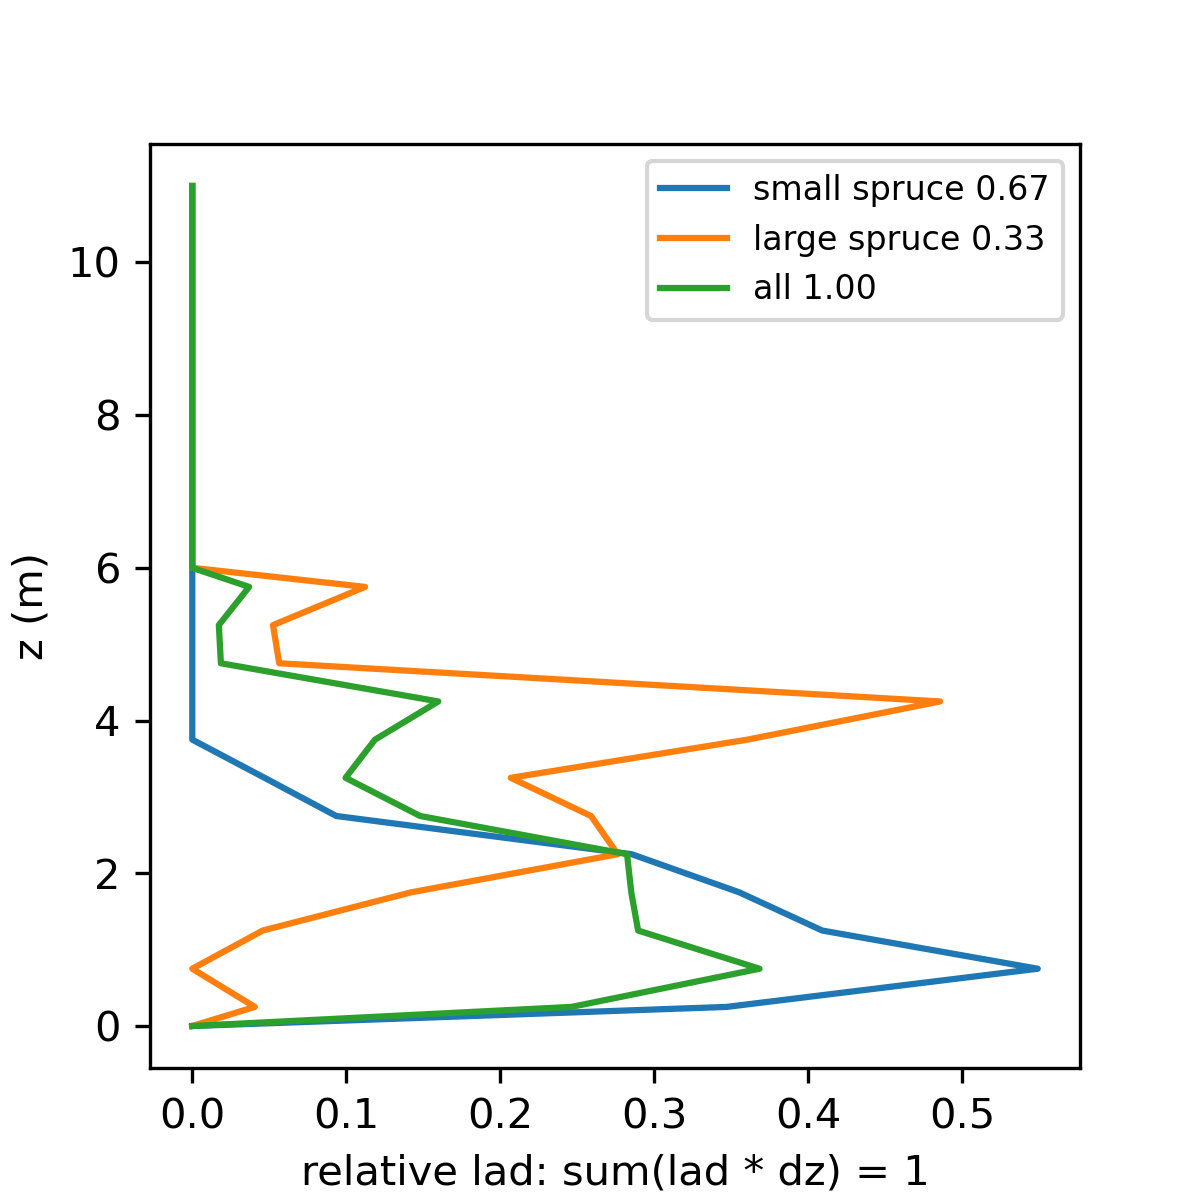 small spruce 0.67
large spruce 0.33
all 1.00
z (m)
10
8
6
4
2
0
0.0 0.1 0.2 0.3 0.4 0.5
relative lad: sum(lad * dz) = 1